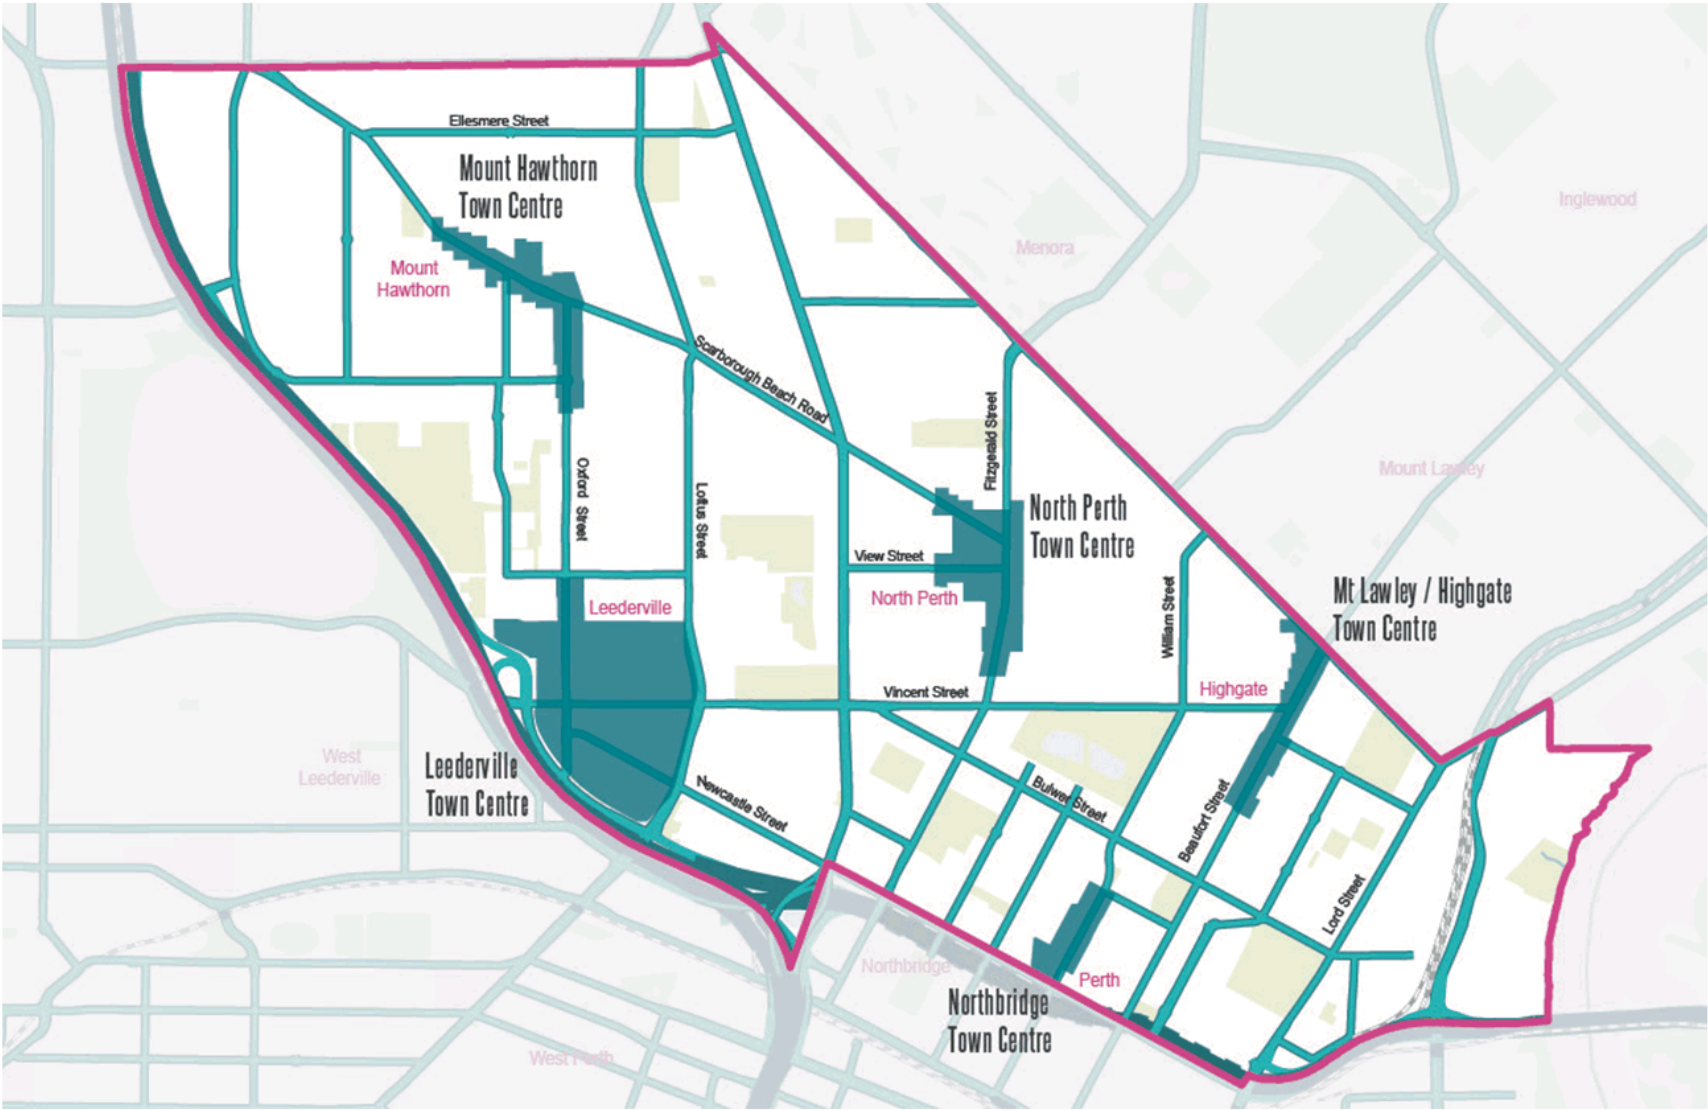 Ellesmere Street
Mount Hawthorn
Town Centre
Inglewood
Menora
Mount
Hawthorn
Scarborough Beach Road
Fitzgerald Street
Mount Lawley
Oxford Street
Loftus Street
North Perth
Town Centre
View Street
North Perth
William Street
Mt Lawley / Highgate
Town Centre
Leederville
Vincent Street
Highgate
West
Leederville
Leederville
Town Centre
Newcastle Street
Bulwer Street
Beaufort Street
Lord Street
Northbridge
Perth
Northbridge
Town Centre
West Perth